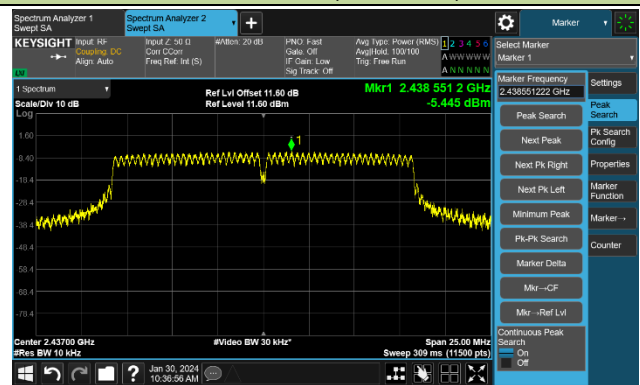 Spectrum Analyzer 1
Swept SA
Spectrum Analyzer 2
Swept SA
+
Marker
KEYSIGHT
Input: RF
Coupling: DC
Align: Auto
Input Z: 50 Ω
Corr CCorr
Freq Ref: Int (S)
#Atten: 20 dB
PNO: Fast
Gate: Off
IF Gain: Low
Sig Track: Off
Avg Type: Power (RMS)
Avg|Hold: 100/100
Trig: Free Run
1 2 3 4 5 6
A W W W W W
A N N N N N
LW
Select Marker
Marker 1
1 Spectrum
Scale/Div 10 dB
Log
Ref Lvl Offset 11.60 dB
Ref Level 11.60 dBm
Mkr1 2.438 551 2 GHz
-5.445 dBm
1.60
-8.40
-18.4
-28.4
-38.4
-48.4
-58.4
-68.4
-78.4
1
Center 2.43700 GHz
#Res BW 10 kHz
#Video BW 30 kHz*
Span 25.00 MHz
Sweep 309 ms (11500 pts)
Marker Frequency
2.438551222 GHz
Peak Search
Next Peak
Next Pk Right
Next Pk Left
Minimum Peak
Pk-Pk Search
Marker Delta
Mkr→CF
Mkr→Ref Lvl
Continuous Peak
Search
On
Off
Settings
Peak
Search
Pk Search
Config
Properties
Marker
Function
Marker→
Counter
?
Jan 30, 2024
10:36:56 AM